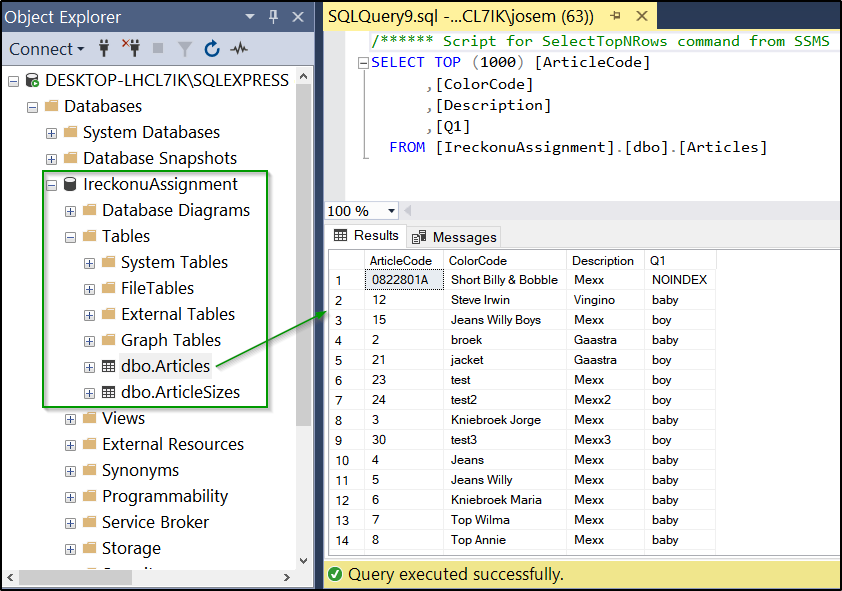 Object Explorer
Connect
DESKTOP-LHCL7IK\SQLEXPRESS
Databases
System Databases
Database Snapshots
IreckonuAssignment
Database Diagrams
Tables
System Tables
FileTables
External Tables
Graph Tables
dbo.Articles
dbo.ArticleSizes
Views
External Resources
Synonyms
Programmability
Service Broker
Storage
SQLQuery9.sql -...CL7IK\josem (63))
/****** Script for SelectTopNRows command from SSMS
SELECT TOP (1000) [ArticleCode]
,[ColorCode]
,[Description]
,[Q1]
FROM [IreckonuAssignment].[dbo].[Articles]
100 %
Results Messages
ArticleCode ColorCode Description Q1
1 0822801A Short Billy & Bobble Mexx NOINDEX
2 12 Steve Irwin Vingino baby
3 15 Jeans Willy Boys Mexx boy
4 2 broek Gaastra baby
5 21 jacket Gaastra boy
6 23 test Mexx boy
7 24 test2 Mexx2 boy
8 3 Kniebroek Jorge Mexx baby
9 30 test3 Mexx3 boy
10 4 Jeans Mexx baby
11 5 Jeans Willy Mexx baby
12 6 Kniebroek Maria Mexx baby
13 7 Top Wilma Mexx baby
14 8 Top Annie Mexx baby
Query executed successfully.